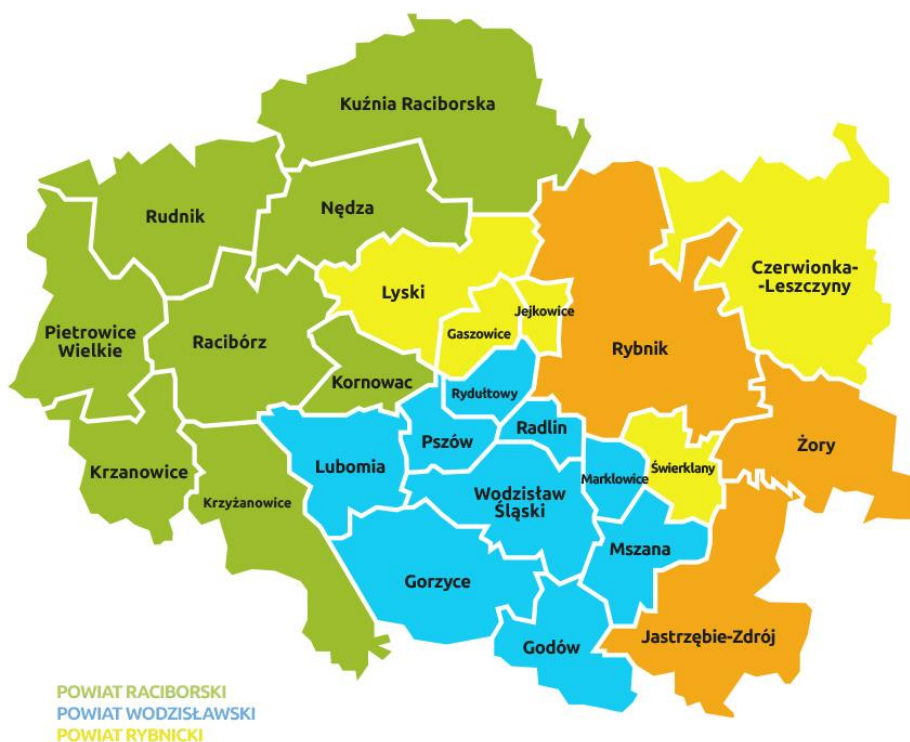 Kuźnia Raciborska
Rudnik
Nędza
Czerwionka-
-Leszczyny
Lyski
Jejkowice
Gaszowice
Pietrowice
Wielkie
Racibórz
Rybnik
Kornowac
Rydułtowy
Radlin
Pszów
Żory
Lubomia
Świerklany
Krzanowice
Marklowice
Wodzisław
Śląski
Krzyżanowice
Mszana
Gorzyce
Godów
Jastrzębie-Zdrój
POWIAT RACIBORSKI
POWIAT WODZISŁAWSKI
POWIAT RYBNICKI